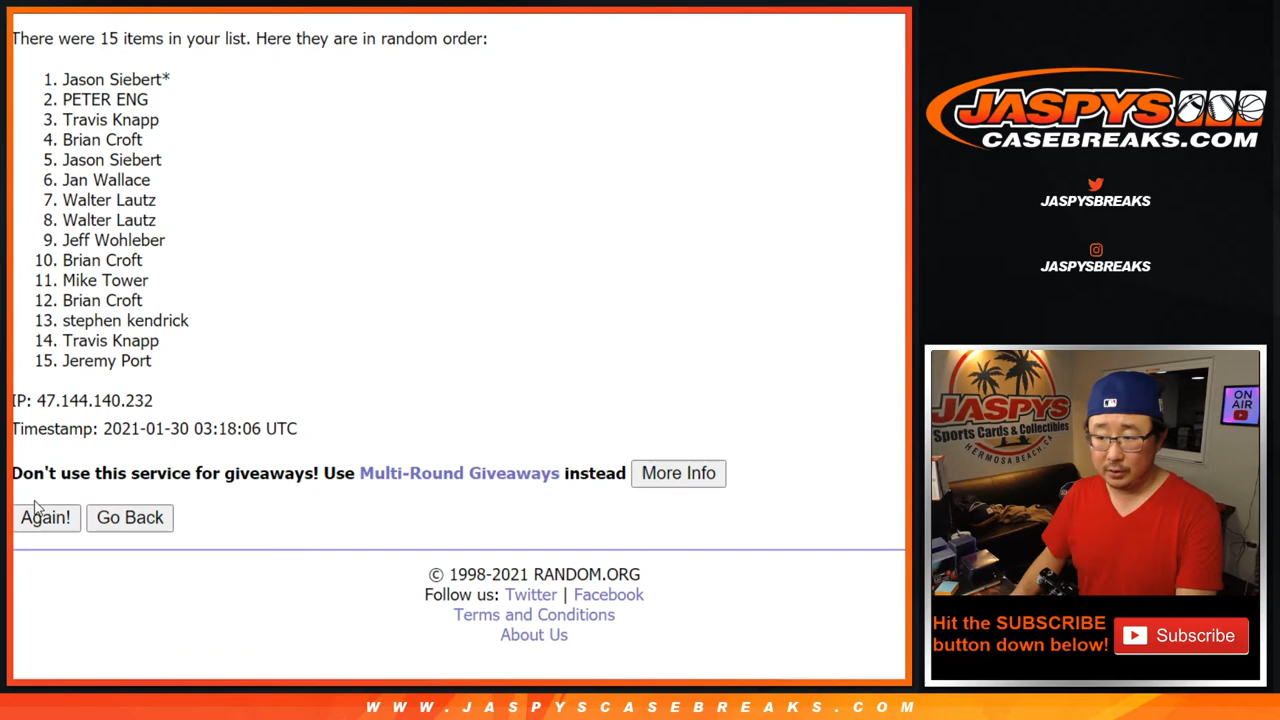 There were 15 items in your list. Here they are in random order:
1. Jason Siebert*
2. PETER ENG
3. Travis Knapp
4. Brian Croft
5. Jason Siebert
6. Jan Wallace
7. Walter Lautz
8. Walter Lautz
9. Jeff Wohleber
10. Brian Croft
11. Mike Tower
12. Brian Croft
13. stephen kendrick
14. Travis Knapp
15. Jeremy Port
IP: 47.144.140.232
Timestamp: 2021-01-30 03:18:06 UTC
Don't use this service for giveaways! Use Multi-Round Giveaways instead More Info
Again! Go Back
© 1998-2021 RANDOM.ORG
Follow us: Twitter | Facebook
Terms and Conditions
About Us
JASPYS
CASEBREAKS.COM
JASPYSBREAKS
JASPYSBREAKS
JASPYS
Sports Cards & Collectibles
HERMOSA BEACH, CA
ON
AIR
Hit the SUBSCRIBE
button down below!
Subscribe
WWW.JASPYSCASEBREAKS.COM